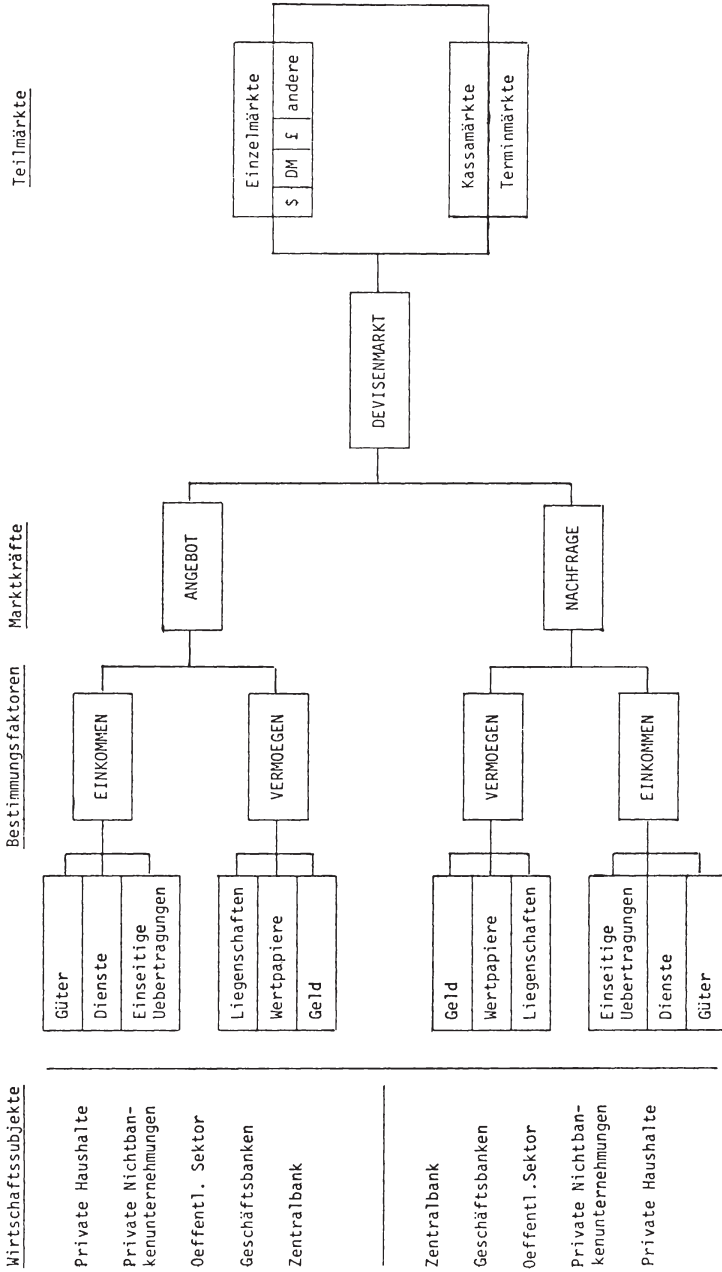 Wirtschaftssubjekte
Bestimmungsfaktoren
Marktkräfte
Teilmärkte
Private Haushalte
Private Nichtban-
kenunternehmungen
Oeffentl. Sektor
Geschäftsbanken
Zentralbank
Zentralbank
Geschäftsbanken
Oeffentl.Sektor
Private Nichtban-
kenunternehmungen
Private Haushalte
Güter
Dienste
Einseitige
Uebertragungen
Liegenschaften
Wertpapiere
Geld
Geld
Wertpapiere
Liegenschaften
Einseitige
Uebertragungen
Dienste
Güter
EINKOMMEN
VERMOEGEN
VERMOEGEN
EINKOMMEN
ANGEBOT
NACHFRAGE
DEVISENMARKT
Einzelmärkte
$ DM £ andere
Kassamärkte
Terminmärkte